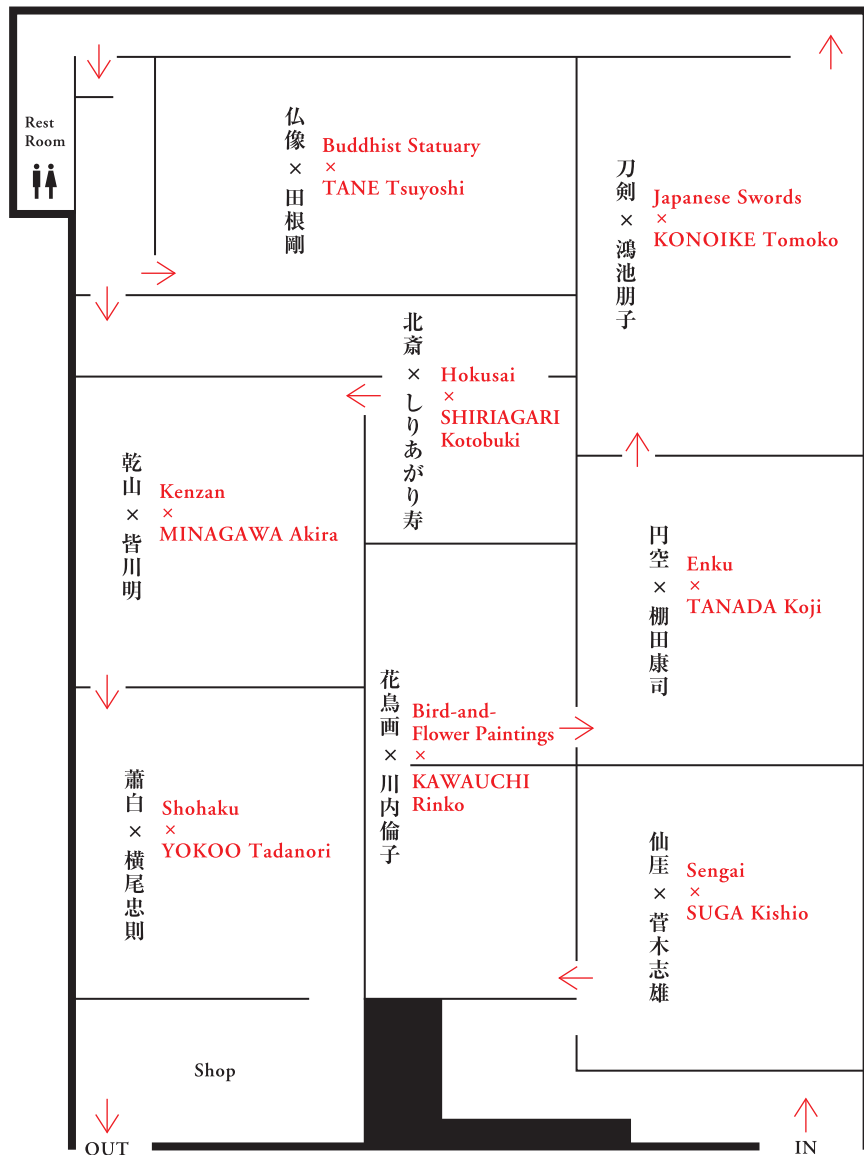 Rest
Room
仏像×田根剛
Buddhist Statuary
×
TANE Tsuyoshi
刀剣×鴻池朋子
Japanese Swords
×
KONOIKE Tomoko
北斎×しりあがり寿
Hokusai
×
SHIRIAGARI
Kotobuki
乾山×皆川明
Kenzan
×
MINAGAWA Akira
円空×棚田康司
Enku
×
TANADA Koji
花鳥画×川内倫子
Bird-and-
Flower Paintings
×
KAWAUCHI
Rinko
蕭白×横尾忠則
Shohaku
×
YOKOO Tadanori
仙厓×菅木志雄
Sengai
×
SUGA Kishio
Shop
OUT
IN